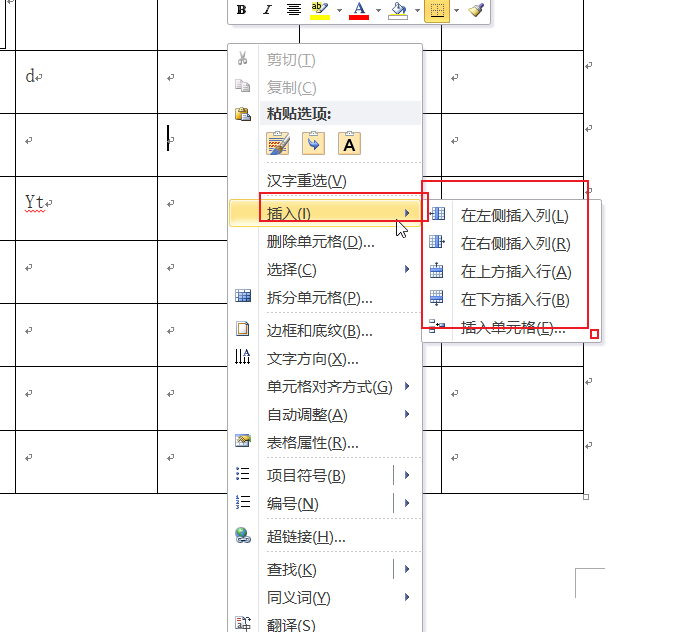 B I ab A
d
Yt
剪切(T)
复制(C)
粘贴选项:
A
汉字重选(V)
插入(I)
删除单元格(D)...
选择(C)
拆分单元格(P)...
边框和底纹(B)...
文字方向(X)...
单元格对齐方式(G)
自动调整(A)
表格属性(R)...
项目符号(B)
编号(N)
超链接(H)...
查找(K)
同义词(Y)
翻译(S)
在左侧插入列(L)
在右侧插入列(R)
在上方插入行(A)
在下方插入行(B)
插入单元格(E)...